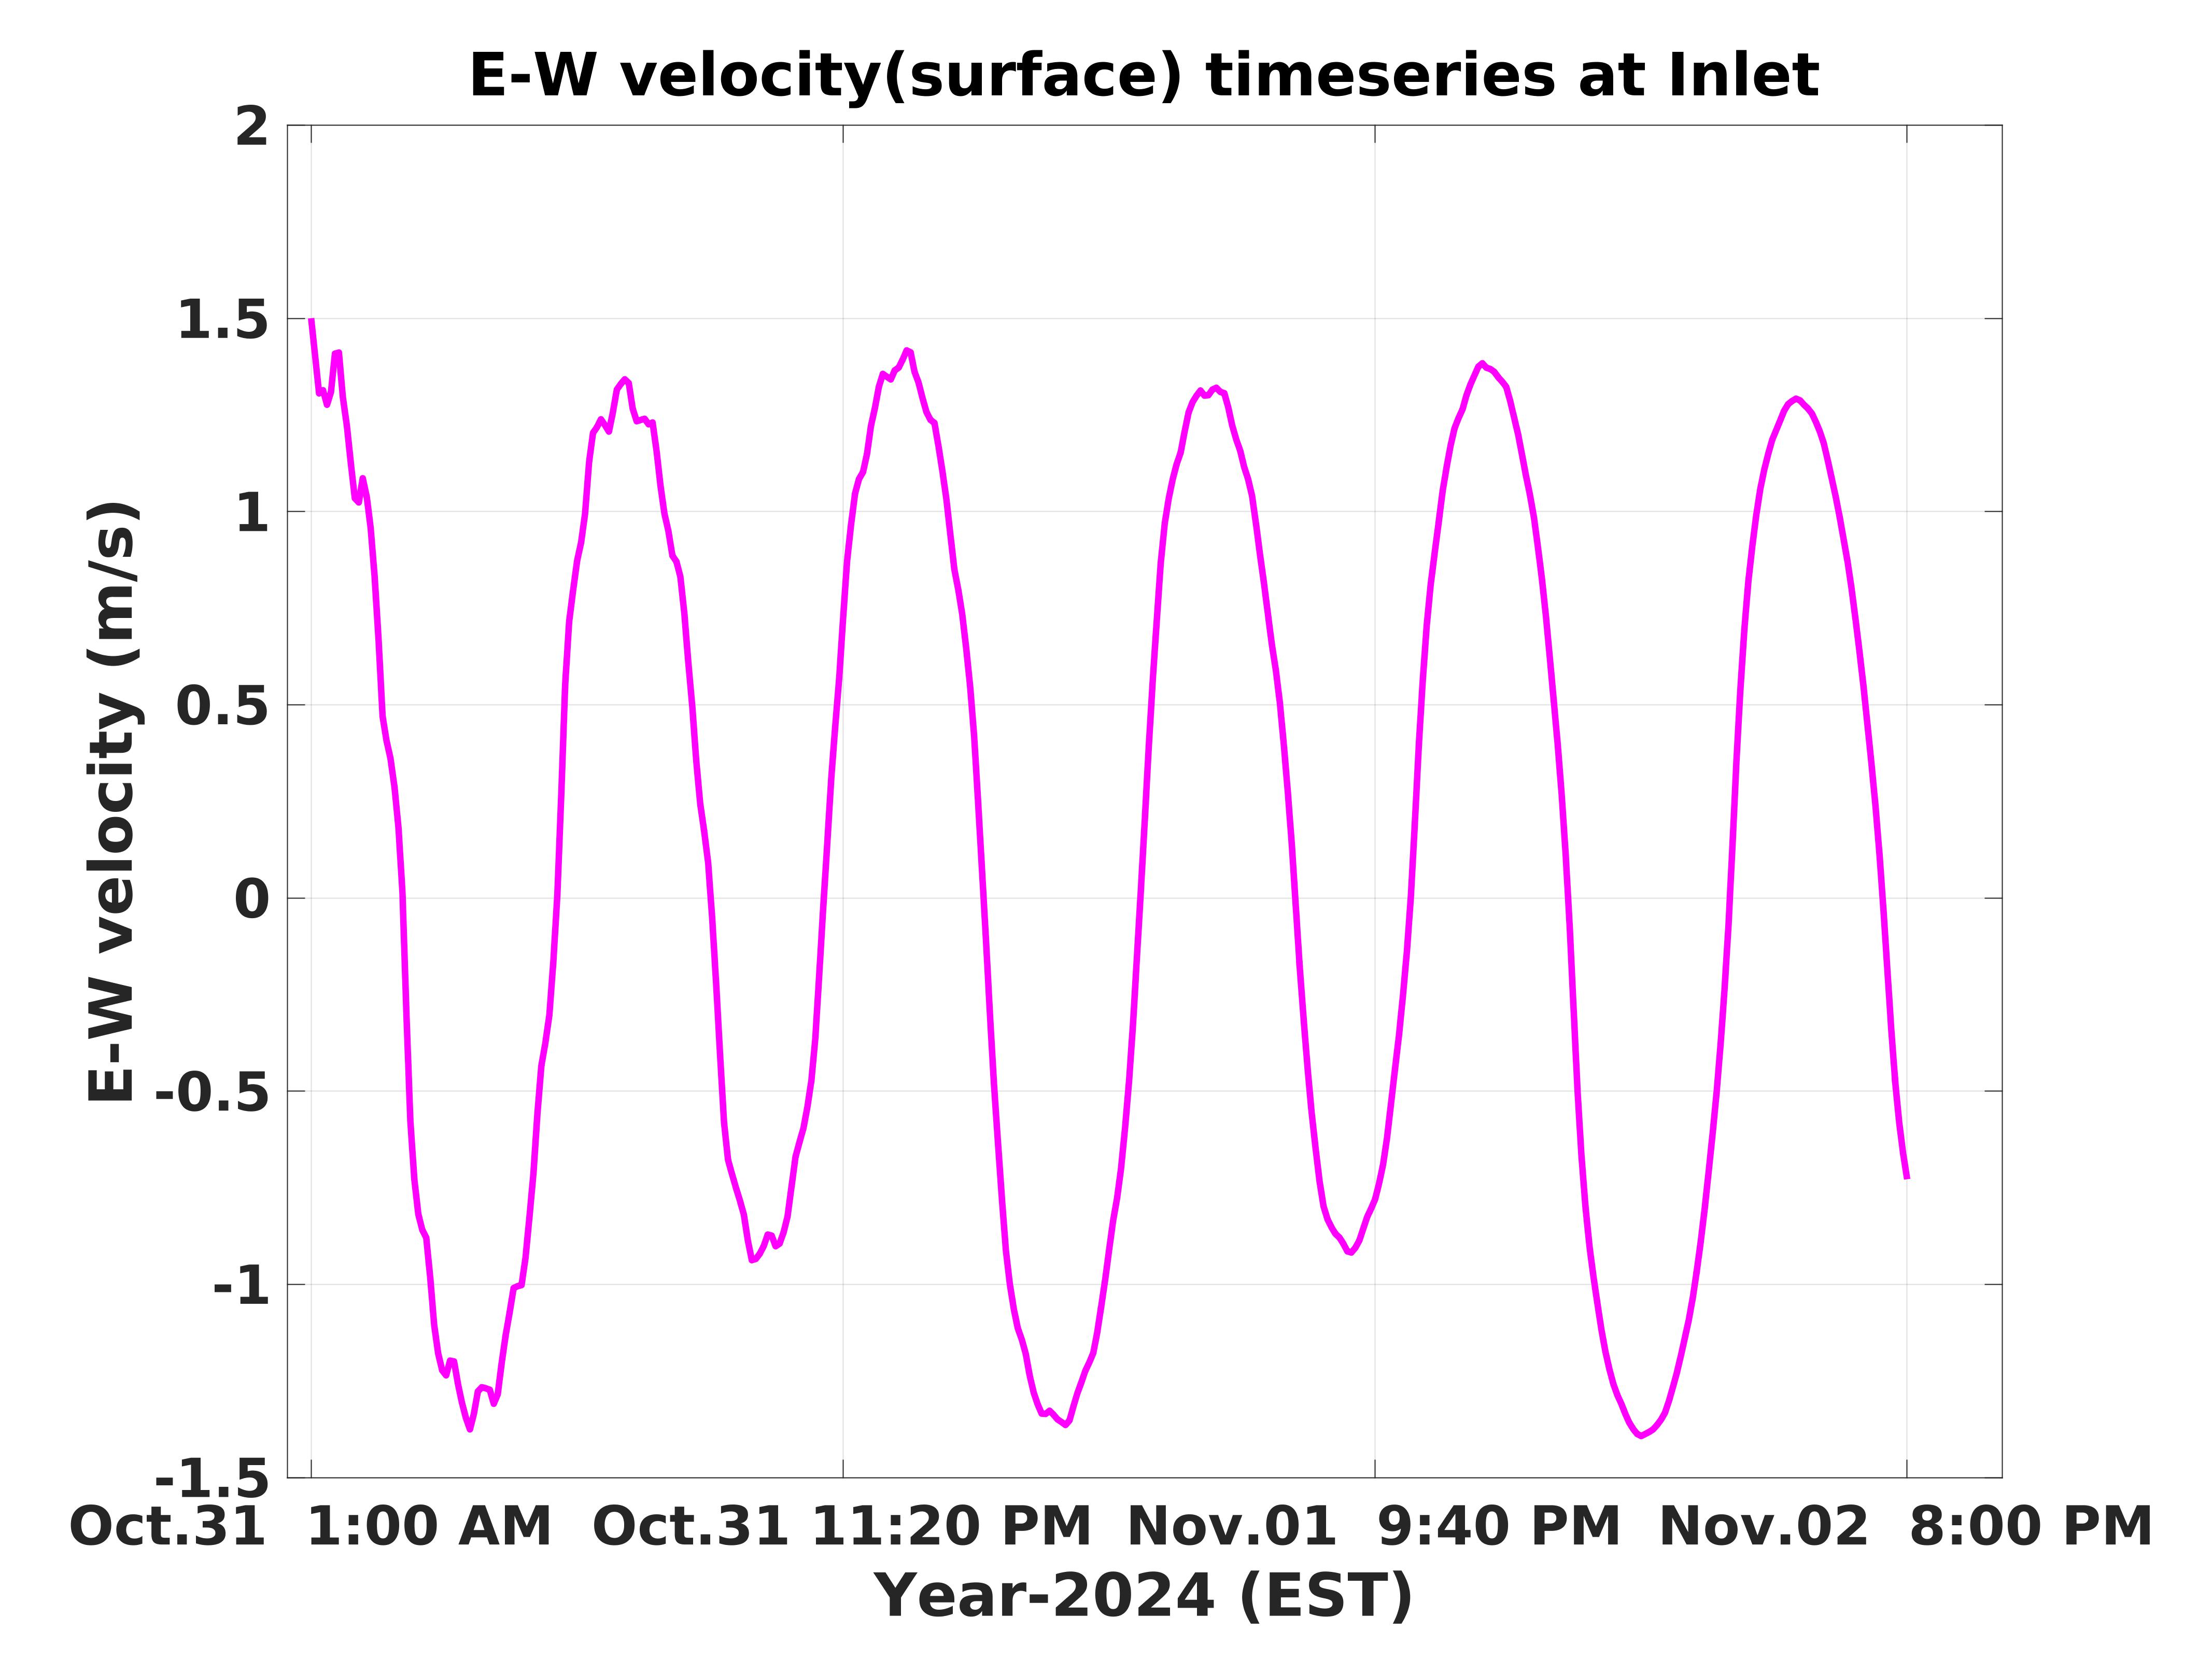 E-W velocity(surface) timeseries at Inlet
E-W velocity (m/s)
2
1.5
1
0.5
0
-0.5
-1
-1.5
Oct.31 1:00 AM Oct.31 11:20 PM Nov.01 9:40 PM Nov.02 8:00 PM
Year-2024 (EST)